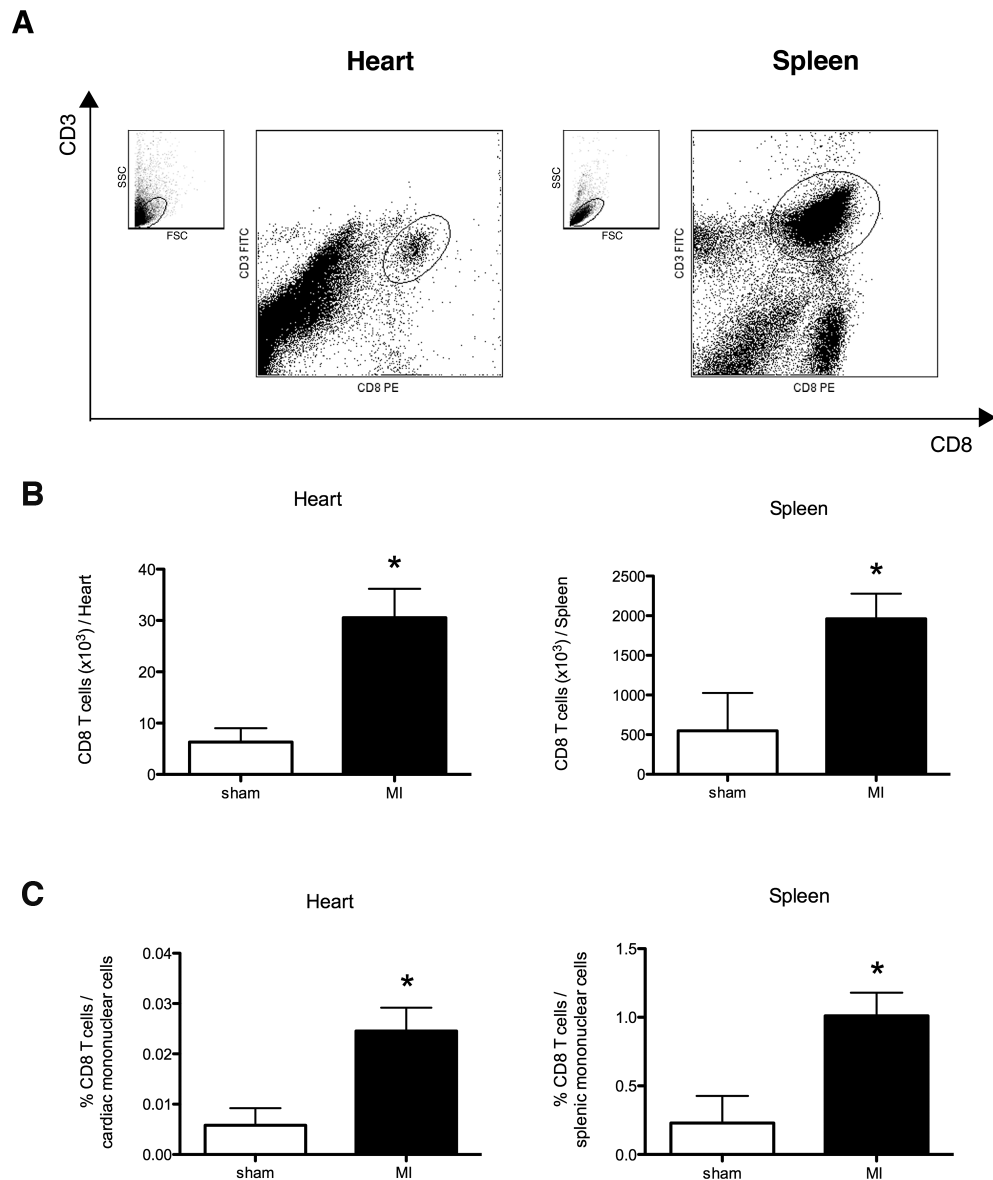 A
Heart
Spleen
CD3
SSC
FSC
CD3 FITC
CD8 PE
SSC
FSC
CD3 FITC
CD8 PE
CD8
B
Heart
CD8 T cells (x10³) / Heart
40
30
20
10
0
*
sham
MI
Spleen
CD8 T cells (x10³) / Spleen
2500
2000
1500
1000
500
0
*
sham
MI
C
Heart
% CD8 T cells /
cardiac mononuclear cells
0.04
0.03
0.02
0.01
0.00
*
sham
MI
Spleen
% CD8 T cells /
splenic mononuclear cells
1.5
1.0
0.5
0.0
*
sham
MI